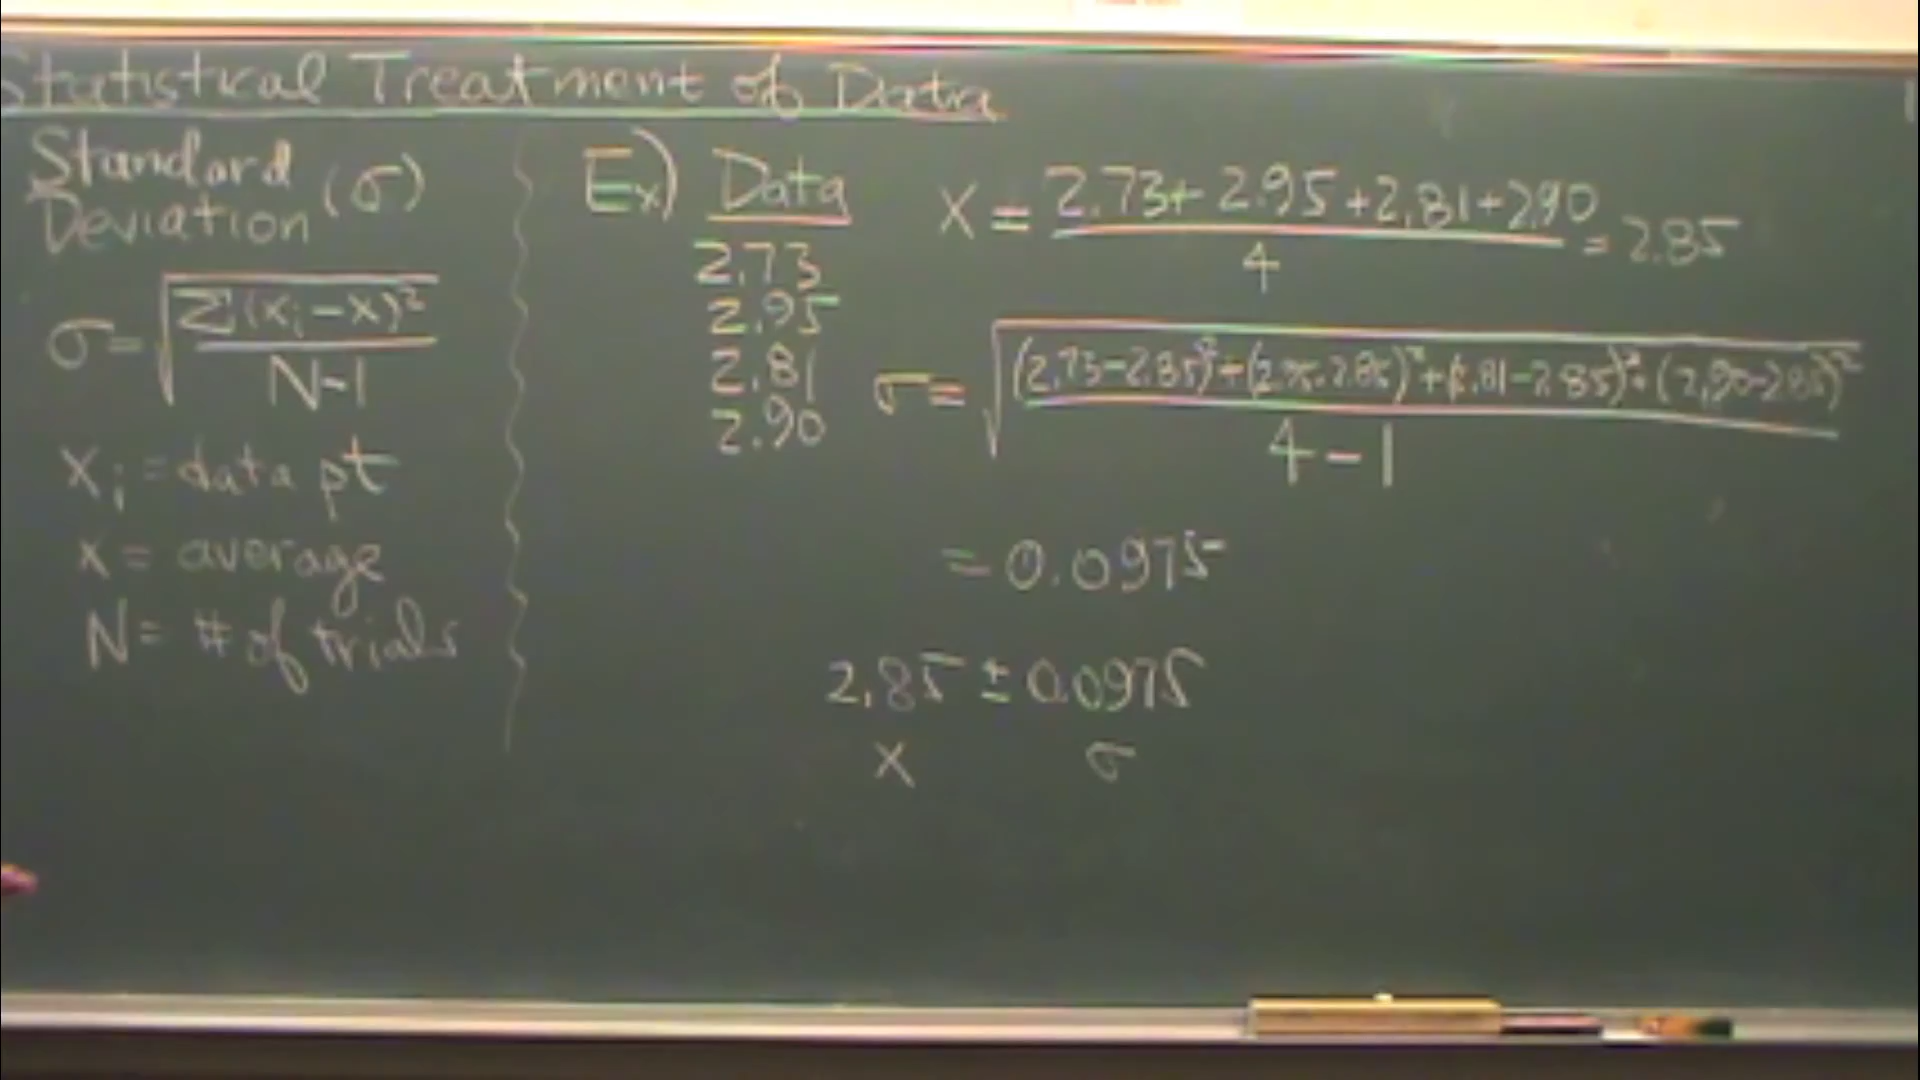 Statistical Treatment of Data
Standard
Deviation (σ)
σ = √(Σ(xᵢ - x)² / N-1)
xᵢ = data pt
x = average
N = # of trials
Ex) Data
2.73
2.95
2.81
2.90
X = (2.73 + 2.95 + 2.81 + 2.90) / 4 = 2.85
σ = √((2.73 - 2.85)² + (2.95 - 2.85)² + (2.81 - 2.85)² + (2.90 - 2.85)² / 4 - 1)
= 0.0975
2.85 ± 0.0975
x σ